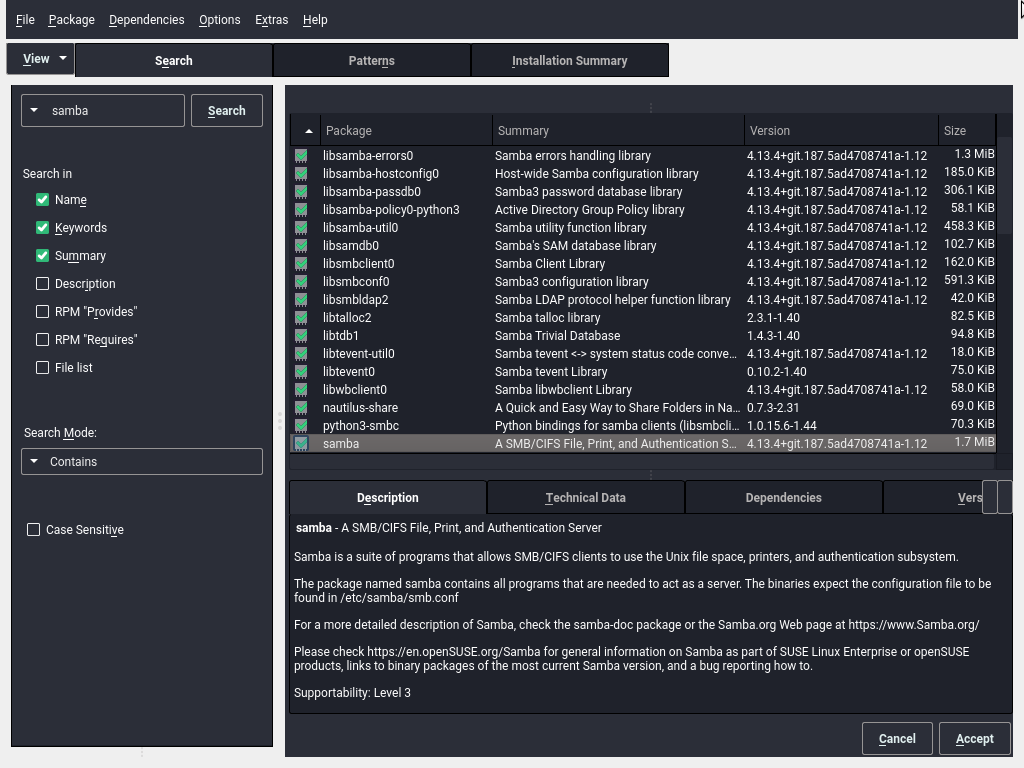 File Package Dependencies Options Extras Help
View Search Patterns Installation Summary
samba Search
Search in
Name
Keywords
Summary
Description
RPM "Provides"
RPM "Requires"
File list
Search Mode:
Contains
Case Sensitive
Package Summary Version Size
libsamba-errors0 Samba errors handling library 4.13.4+git.187.5ad4708741a-1.12 1.3 MiB
libsamba-hostconfig0 Host-wide Samba configuration library 4.13.4+git.187.5ad4708741a-1.12 185.0 KiB
libsamba-passdb0 Samba3 password database library 4.13.4+git.187.5ad4708741a-1.12 306.1 KiB
libsamba-policy0-python3 Active Directory Group Policy library 4.13.4+git.187.5ad4708741a-1.12 58.1 KiB
libsamba-util0 Samba utility function library 4.13.4+git.187.5ad4708741a-1.12 458.3 KiB
libsamdb0 Samba's SAM database library 4.13.4+git.187.5ad4708741a-1.12 102.7 KiB
libsmbclient0 Samba Client Library 4.13.4+git.187.5ad4708741a-1.12 162.0 KiB
libsmbconf0 Samba3 configuration library 4.13.4+git.187.5ad4708741a-1.12 591.3 KiB
libsmbldap2 Samba LDAP protocol helper function library 4.13.4+git.187.5ad4708741a-1.12 42.0 KiB
libtalloc2 Samba talloc library 2.3.1-1.40 82.5 KiB
libtdb1 Samba Trivial Database 1.4.3-1.40 94.8 KiB
libtevent-util0 Samba tevent <-> system status code conve... 4.13.4+git.187.5ad4708741a-1.12 18.0 KiB
libtevent0 Samba tevent Library 0.10.2-1.40 75.0 KiB
libwbclient0 Samba libwbclient Library 4.13.4+git.187.5ad4708741a-1.12 58.0 KiB
nautilus-share A Quick and Easy Way to Share Folders in Na... 0.7.3-2.31 69.0 KiB
python3-smbc Python bindings for samba clients (libsmbcli... 1.0.15.6-1.44 70.3 KiB
samba A SMB/CIFS File, Print, and Authentication S... 4.13.4+git.187.5ad4708741a-1.12 1.7 MiB
Description Technical Data Dependencies Vers
samba - A SMB/CIFS File, Print, and Authentication Server
Samba is a suite of programs that allows SMB/CIFS clients to use the Unix file space, printers, and authentication subsystem.
The package named samba contains all programs that are needed to act as a server. The binaries expect the configuration file to be
found in /etc/samba/smb.conf
For a more detailed description of Samba, check the samba-doc package or the Samba.org Web page at https://www.Samba.org/
Please check https://en.openSUSE.org/Samba for general information on Samba as part of SUSE Linux Enterprise or openSUSE
products, links to binary packages of the most current Samba version, and a bug reporting how to.
Supportability: Level 3
Cancel Accept